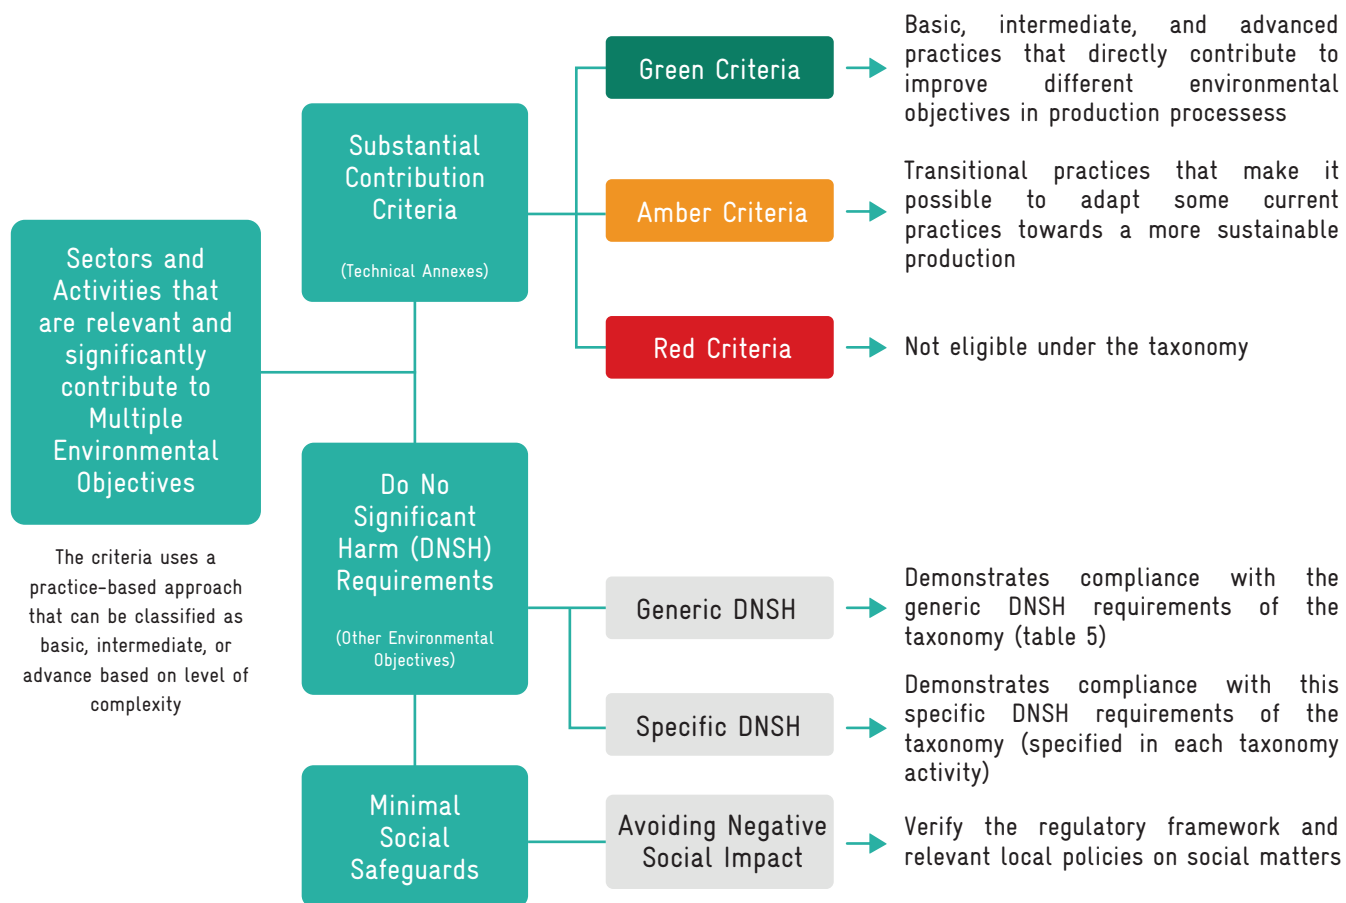 Sectors and
Activities that
are relevant and
significantly
contribute to
Multiple
Environmental
Objectives
The criteria uses a
practice-based approach
that can be classified as
basic, intermediate, or
advance based on level of
complexity
Substantial
Contribution
Criteria
(Technical Annexes)
Green Criteria
Basic, intermediate, and advanced
practices that directly contribute to
improve different environmental
objectives in production processess
Amber Criteria
Transitional practices that make it
possible to adapt some current
practices towards a more sustainable
production
Red Criteria
Not eligible under the taxonomy
Do No
Significant
Harm (DNSH)
Requirements
(Other Environmental
Objectives)
Generic DNSH
Demonstrates compliance with the
generic DNSH requirements of the
taxonomy (table 5)
Specific DNSH
Demonstrates compliance with this
specific DNSH requirements of the
taxonomy (specified in each taxonomy
activity)
Minimal
Social
Safeguards
Avoiding Negative
Social Impact
Verify the regulatory framework and
relevant local policies on social matters